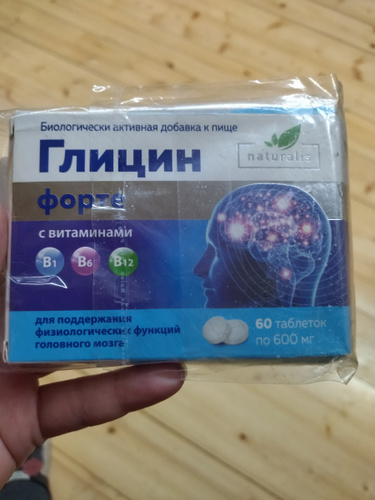 Биологически активная добавка к пище
Глицин
naturalis
форте
с витаминами
B1 B6 B12
для поддержания
физиологических функций
головного мозга
60 таблеток
по 600 мг